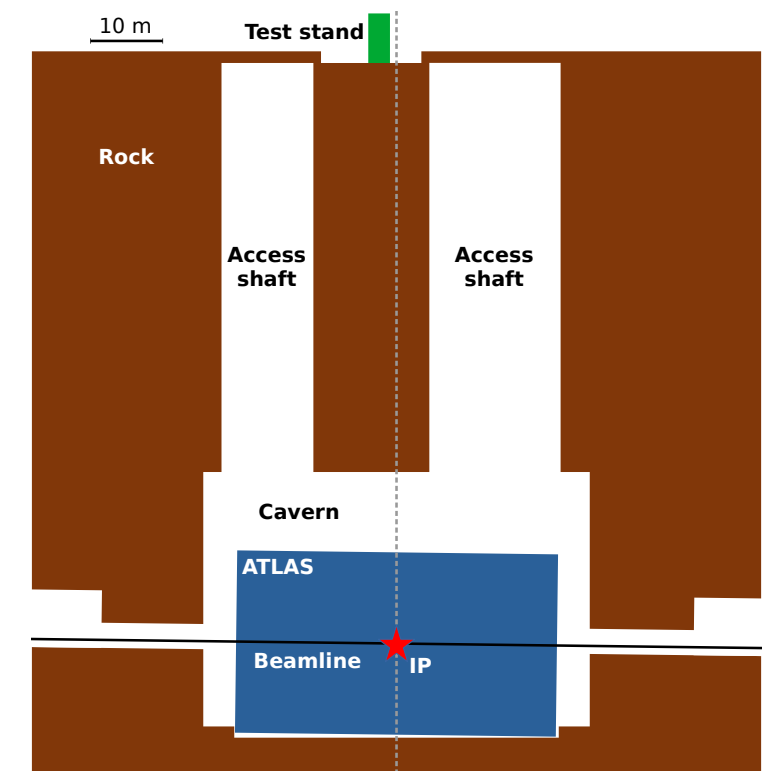 10 m
Test stand
Rock
Access
shaft
Access
shaft
Cavern
ATLAS
Beamline
IP